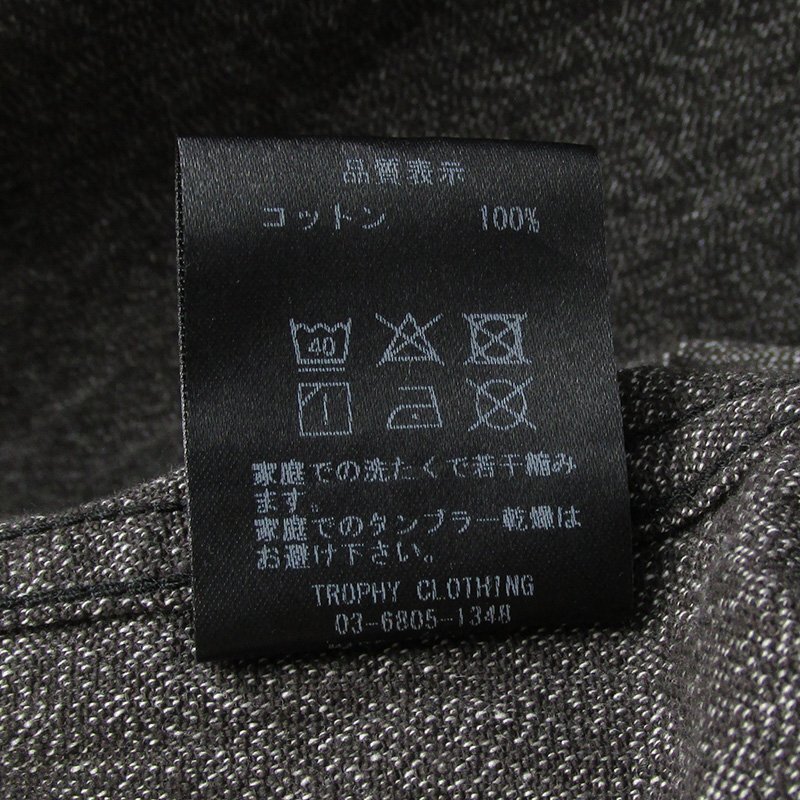 品質表示
コットン 100%
40
家庭での洗たくで若干縮み
ます。
家庭でのタンブラー乾燥は
お避け下さい。
TROPHY CLOTHING
03-6805-1348